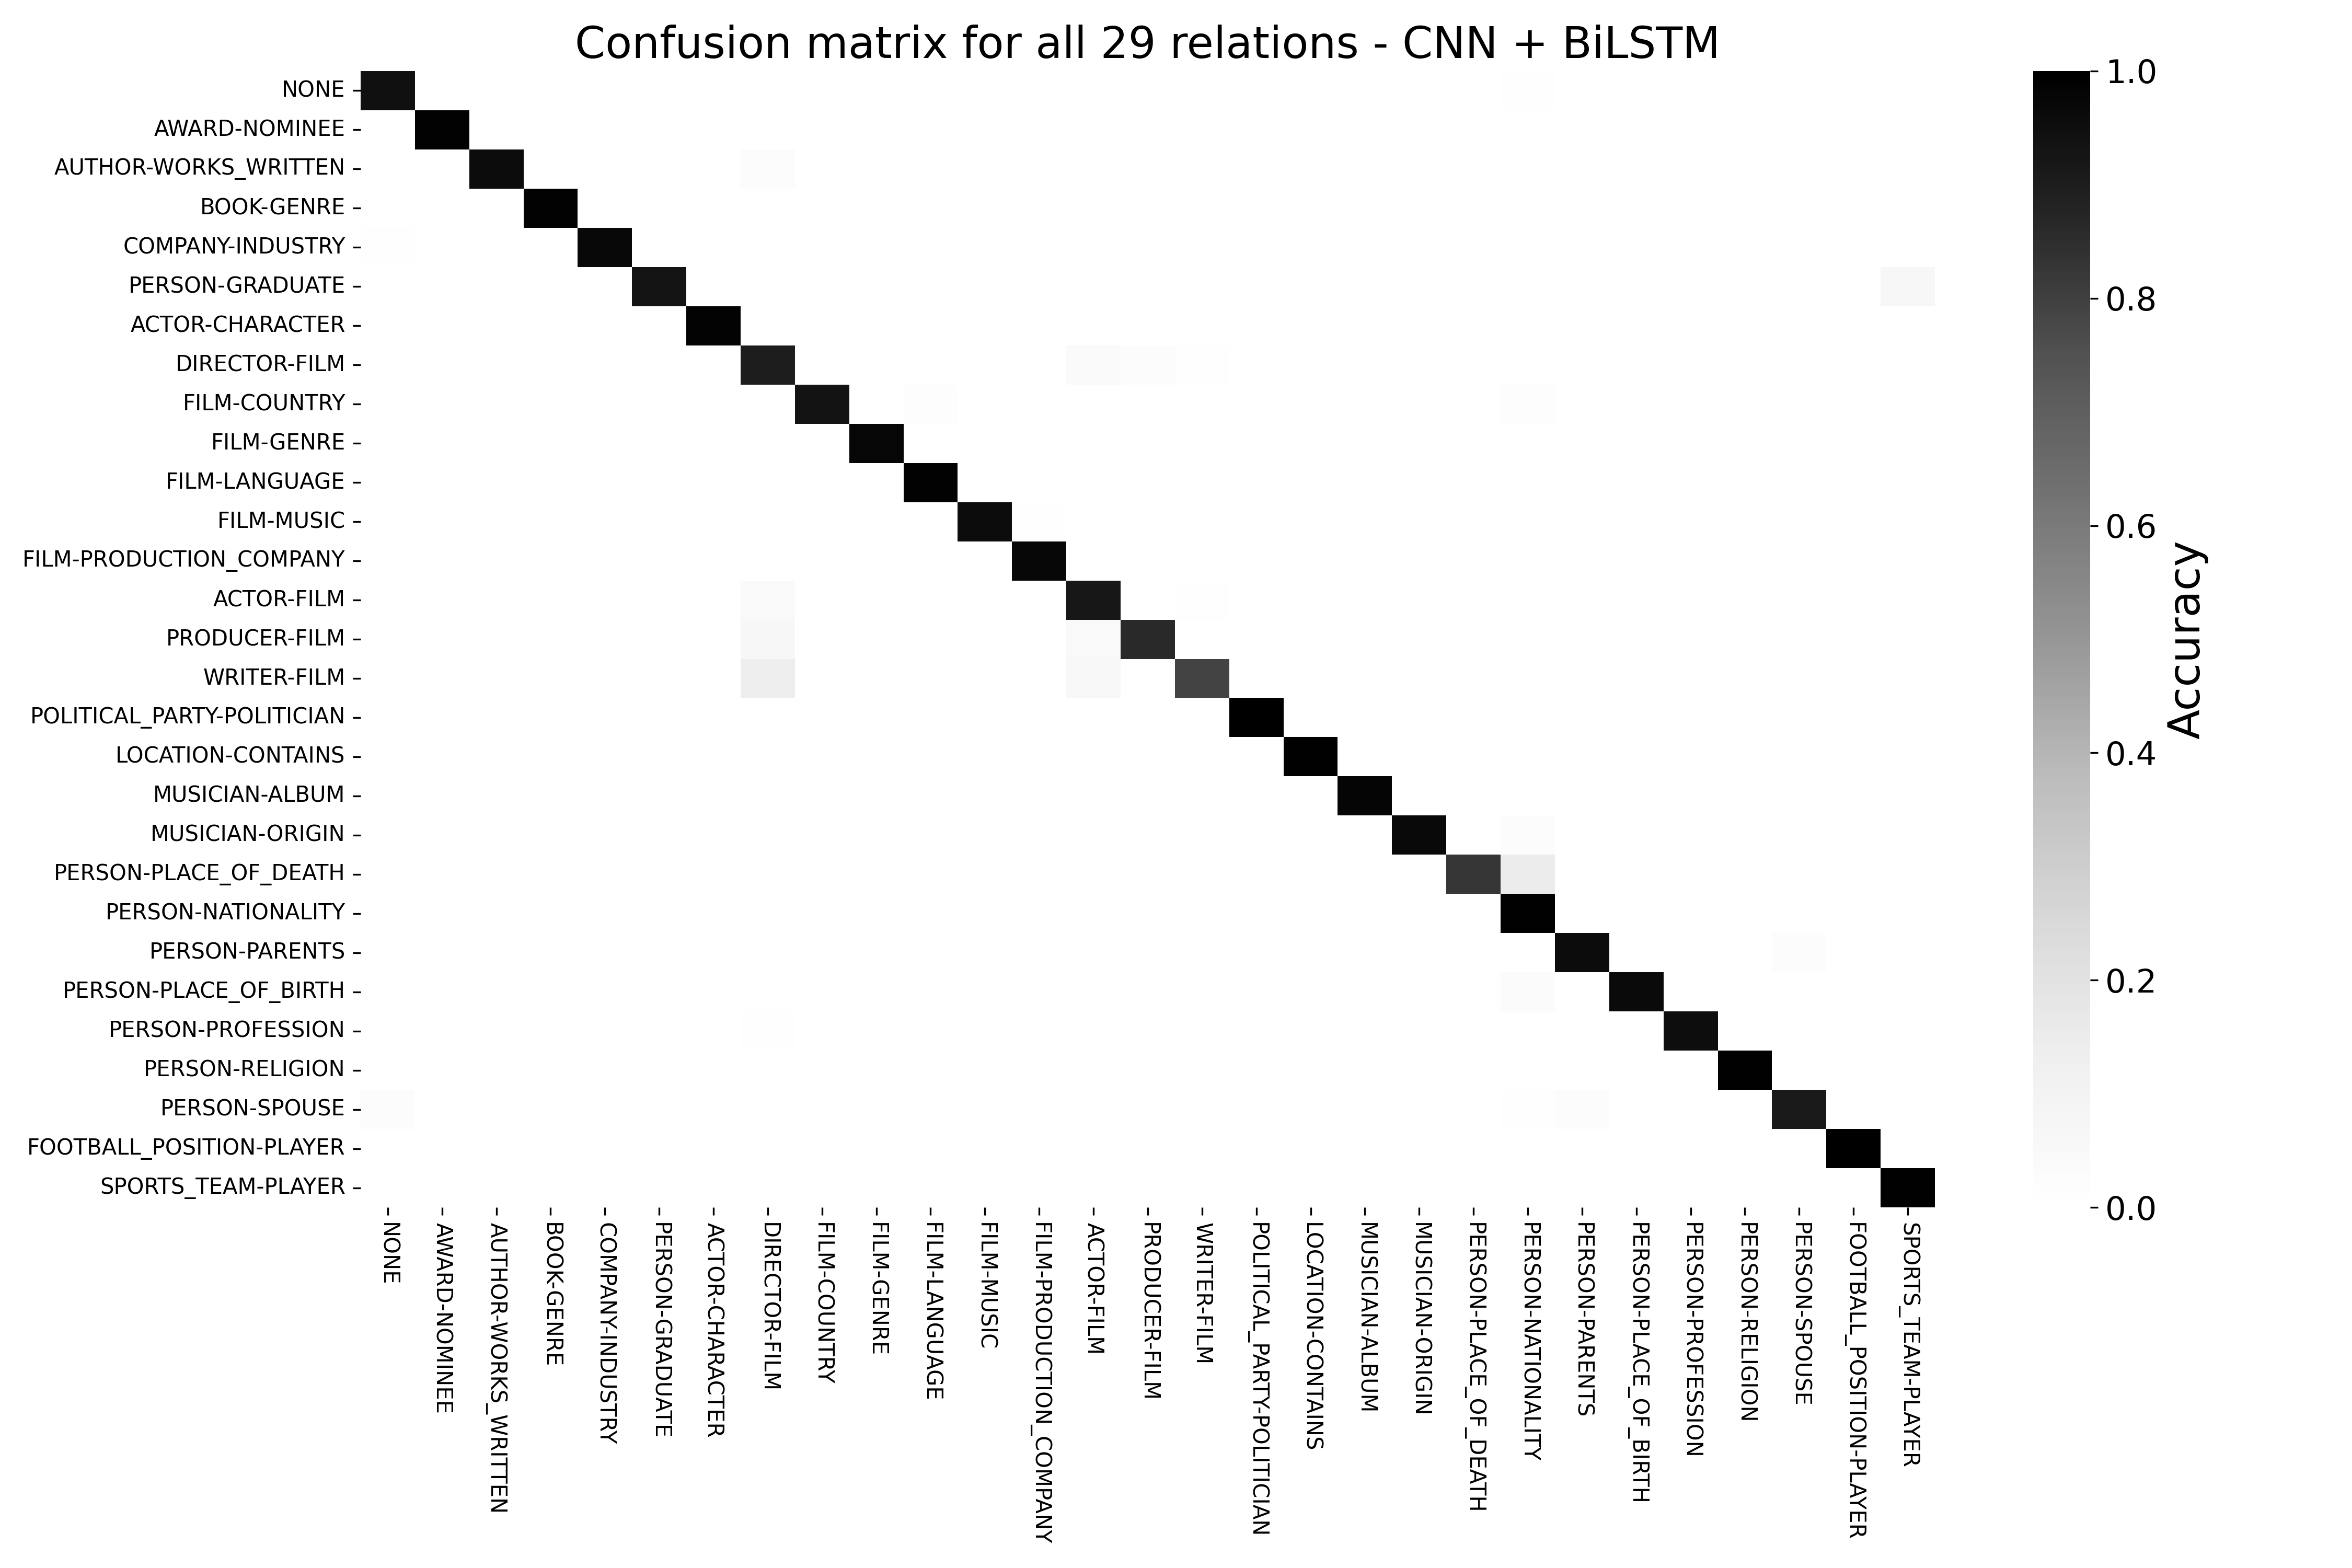 Confusion matrix for all 29 relations - CNN + BiLSTM
NONE
AWARD-NOMINEE
AUTHOR-WORKS_WRITTEN
BOOK-GENRE
COMPANY-INDUSTRY
PERSON-GRADUATE
ACTOR-CHARACTER
DIRECTOR-FILM
FILM-COUNTRY
FILM-GENRE
FILM-LANGUAGE
FILM-MUSIC
FILM-PRODUCTION_COMPANY
ACTOR-FILM
PRODUCER-FILM
WRITER-FILM
POLITICAL_PARTY-POLITICIAN
LOCATION-CONTAINS
MUSICIAN-ALBUM
MUSICIAN-ORIGIN
PERSON-PLACE_OF_DEATH
PERSON-NATIONALITY
PERSON-PARENTS
PERSON-PLACE_OF_BIRTH
PERSON-PROFESSION
PERSON-RELIGION
PERSON-SPOUSE
FOOTBALL_POSITION-PLAYER
SPORTS_TEAM-PLAYER
NONE
AWARD-NOMINEE
AUTHOR-WORKS_WRITTEN
BOOK-GENRE
COMPANY-INDUSTRY
PERSON-GRADUATE
ACTOR-CHARACTER
DIRECTOR-FILM
FILM-COUNTRY
FILM-GENRE
FILM-LANGUAGE
FILM-MUSIC
FILM-PRODUCTION_COMPANY
ACTOR-FILM
PRODUCER-FILM
WRITER-FILM
POLITICAL_PARTY-POLITICIAN
LOCATION-CONTAINS
MUSICIAN-ALBUM
MUSICIAN-ORIGIN
PERSON-PLACE_OF_DEATH
PERSON-NATIONALITY
PERSON-PARENTS
PERSON-PLACE_OF_BIRTH
PERSON-PROFESSION
PERSON-RELIGION
PERSON-SPOUSE
FOOTBALL_POSITION-PLAYER
SPORTS_TEAM-PLAYER
1.0
0.8
0.6
0.4
0.2
0.0
Accuracy